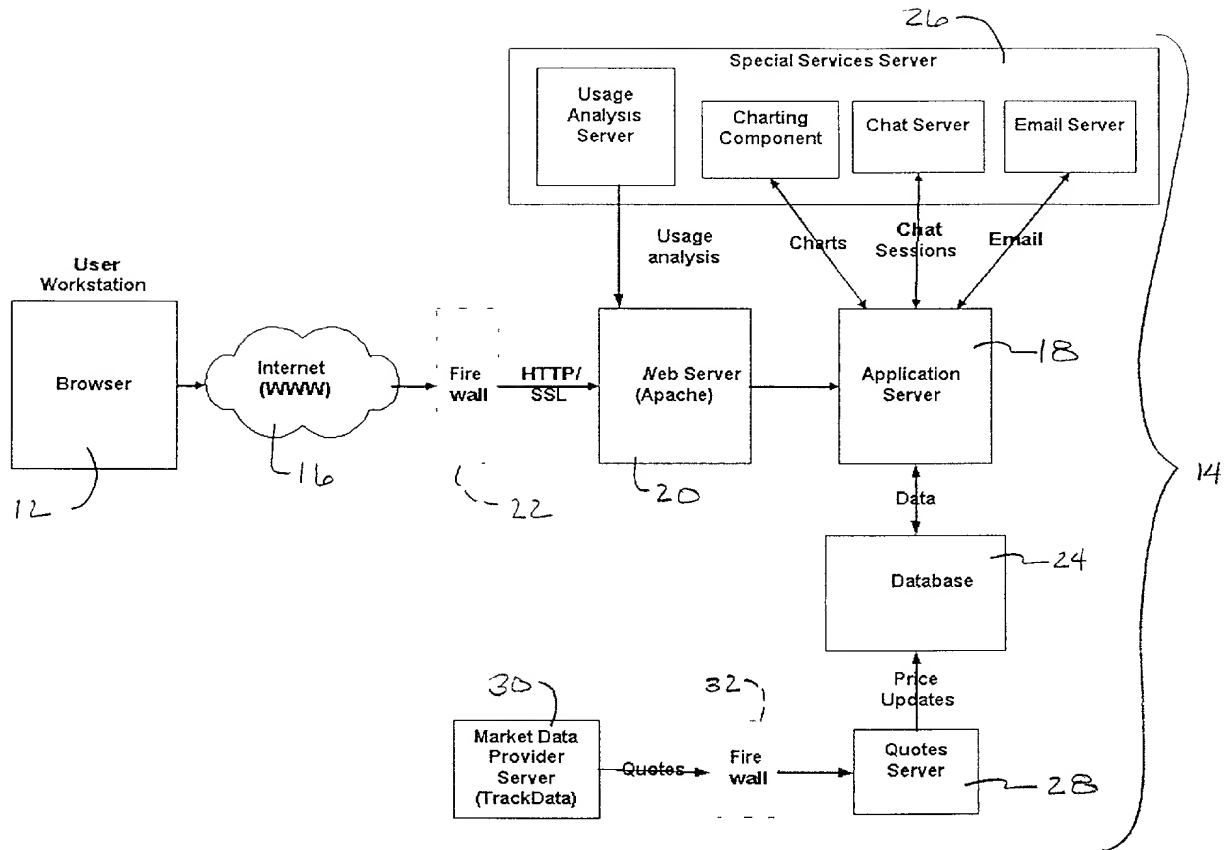 26
Special Services Server
Usage
Analysis
Server
Charting
Component
Chat Server
Email Server
Usage
analysis
Charts
Chat
Sessions
Email
User
Workstation
Browser
12
Internet
(WWW)
16
Fire
wall
22
HTTP/
SSL
Web Server
(Apache)
20
Application
Server
18
14
Data
Database
24
Price
Updates
30
Market Data
Provider
Server
(TrackData)
Quotes
32
Fire
wall
Quotes
Server
28